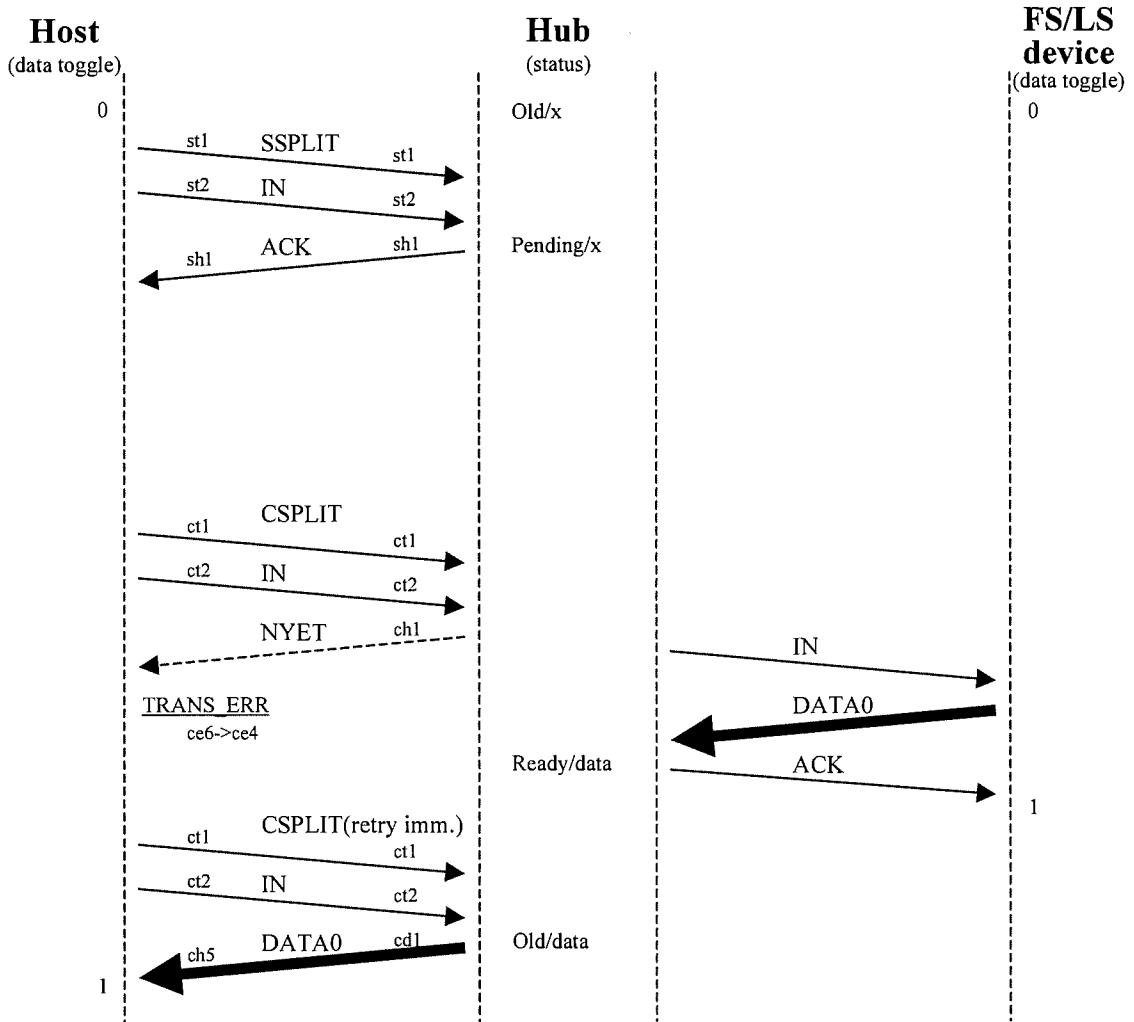 Host
(data toggle)
Hub
(status)
FS/LS
device
(data toggle)
0
Old/x
0
st1 SSPLIT st1
st2 IN st2
sh1 ACK sh1
Pending/x
ct1 CSPLIT ct1
ct2 IN ct2
NYET ch1
IN
TRANS_ERR
ce6->ce4
DATA0
Ready/data
ACK
1
CSPLIT(retry imm.)
ct1 ct1
ct2 IN ct2
ch5 DATA0 cd1
Old/data
1